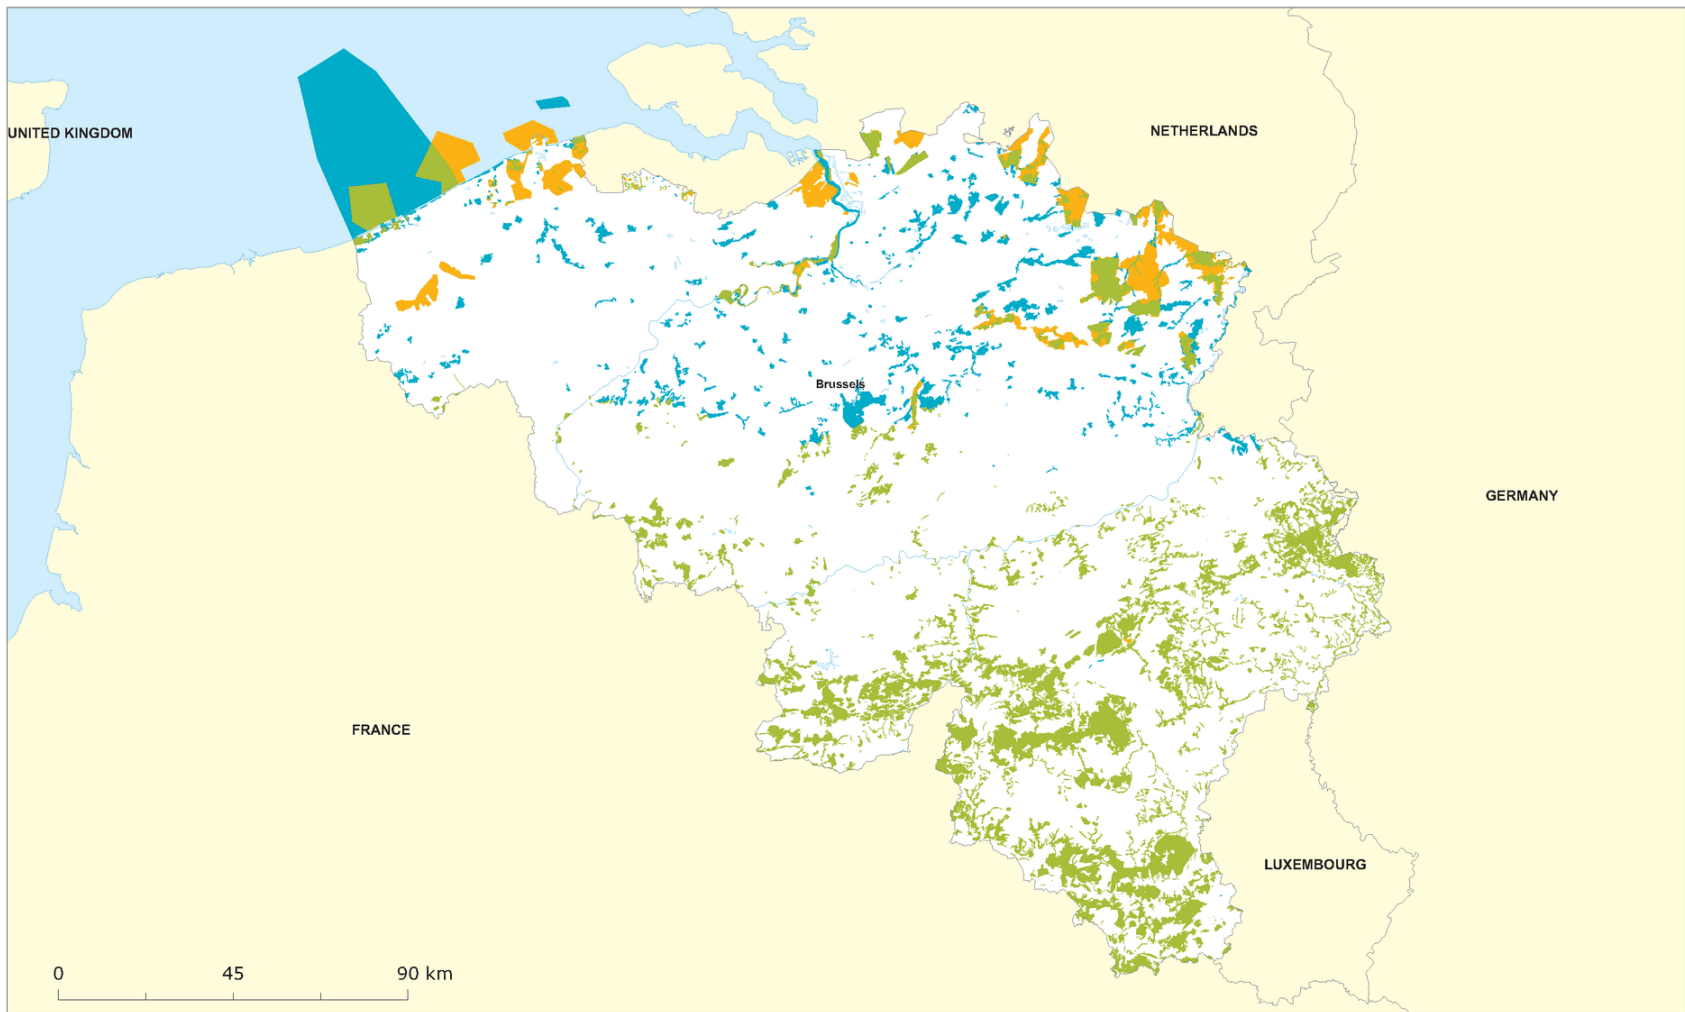 UNITED KINGDOM
NETHERLANDS
Brussels
GERMANY
FRANCE
LUXEMBOURG
0 45 90 km